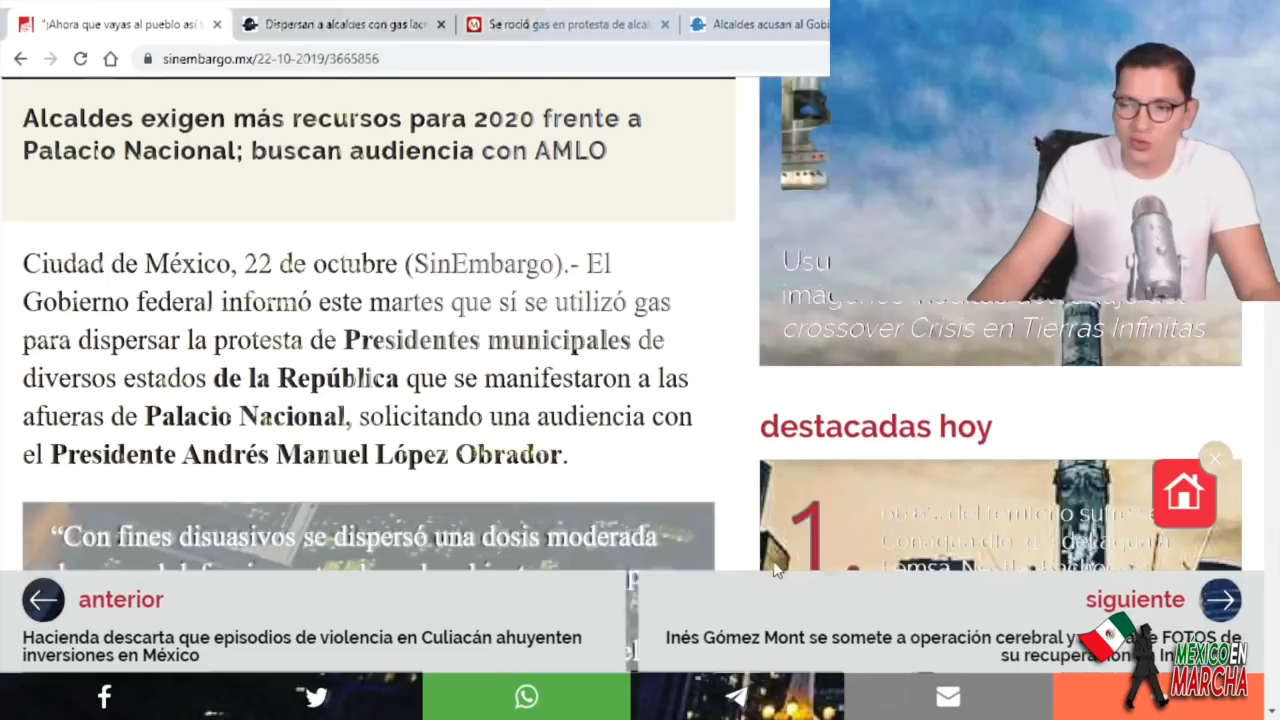 "¡Ahora que vayas al pueblo así
Dispersan a alcaldes con gas lac
Se roció gas en protesta de alcal
Alcaldes acusan al Gobi
sinembargo.mx/22-10-2019/3665856
Alcaldes exigen más recursos para 2020 frente a
Palacio Nacional; buscan audiencia con AMLO
Ciudad de México, 22 de octubre (SinEmbargo).- El
Gobierno federal informó este martes que sí se utilizó gas
para dispersar la protesta de Presidentes municipales de
diversos estados de la República que se manifestaron a las
afueras de Palacio Nacional, solicitando una audiencia con
el Presidente Andrés Manuel López Obrador.
“Con fines disuasivos se dispersó una dosis moderada
Usu
crossover Crisis en Tierras Infinitas
destacadas hoy
1.
anterior
Hacienda descarta que episodios de violencia en Culiacán ahuyenten
inversiones en México
siguiente
Inés Gómez Mont se somete a operación cerebral y FOTOS de
su recuperación
MÉXICO EN
MARCHA